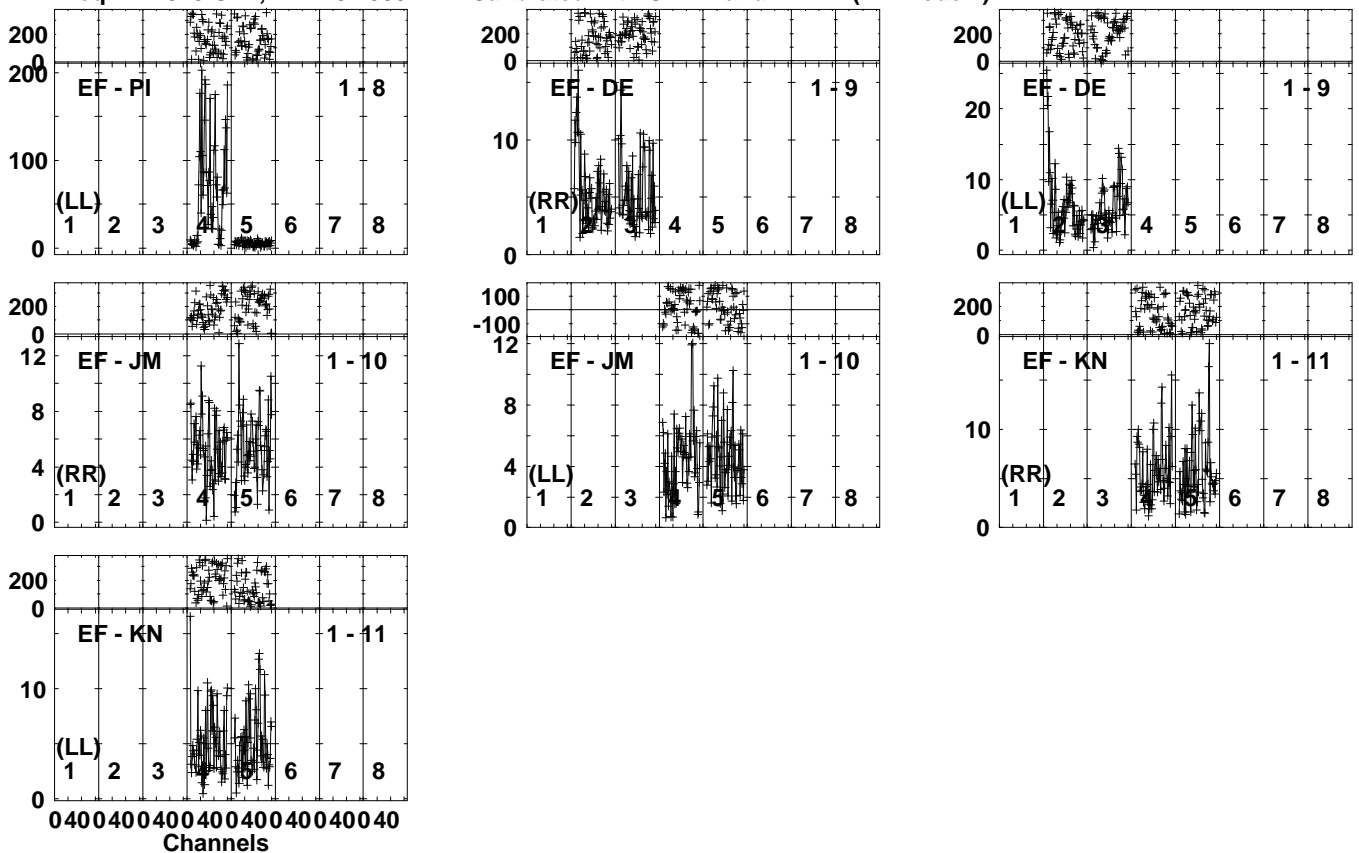 200 200 200
0 0 0
200 EF - PI 1 - 8 EF - DE 1 - 9 EF - DE 1 - 9
20
100 10
10
(LL) (RR) (LL)
1 2 3 4 5 6 7 8 1 2 3 4 5 6 7 8 1 2 3 4 5 6 7 8
0 0 0
200 100 200
0 -100 0
12 EF - JM 1 - 10 12 EF - JM 1 - 10 EF - KN 1 - 11
8 8 10
4 4
(RR) (LL) (RR)
1 2 3 4 5 6 7 8 1 2 3 4 5 6 7 8 1 2 3 4 5 6 7 8
0 0 0
200
0
EF - KN 1 - 11
10
(LL)
1 2 3 4 5 6 7 8
0
0 40 0 40 0 40 0 40 0 40 0 40 0 40 0 40
Channels